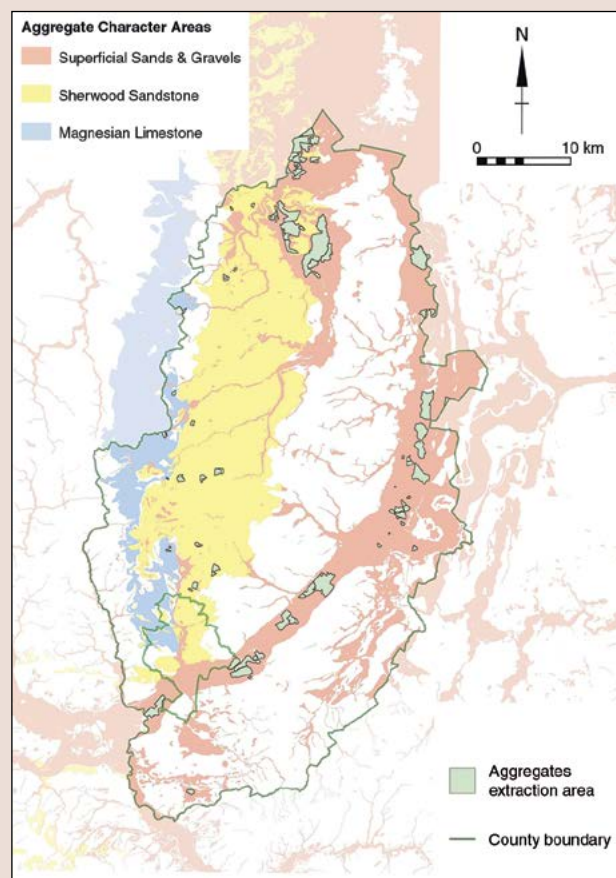 Aggregate Character Areas
Superficial Sands & Gravels
Sherwood Sandstone
Magnesian Limestone
N
0 10 km
Aggregates
extraction area
County boundary